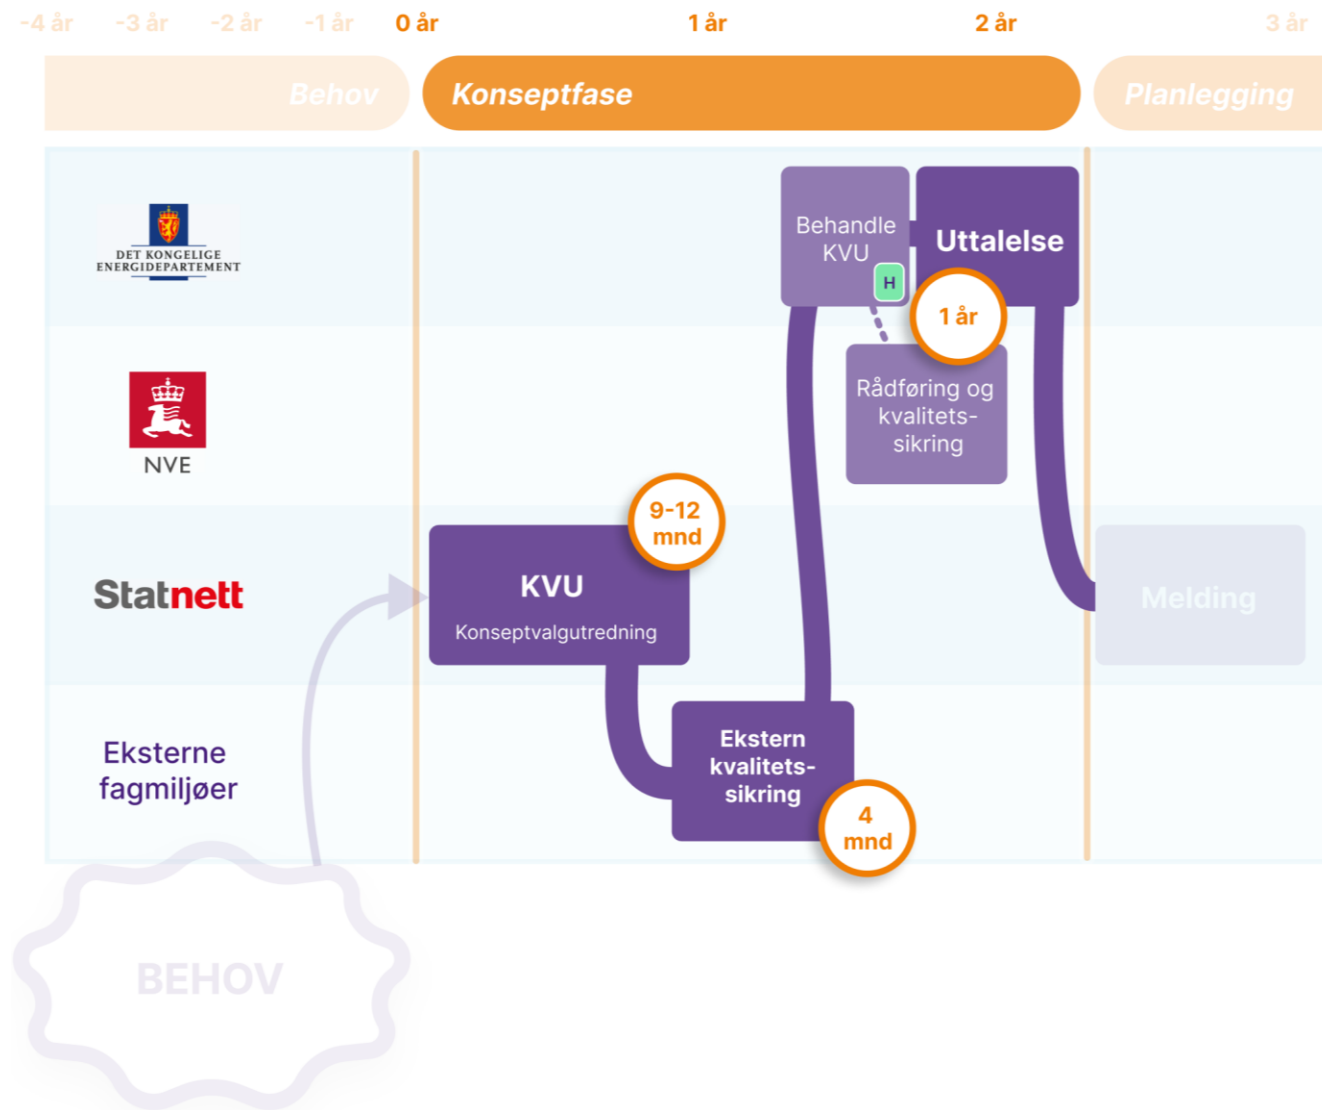 -4 år -3 år -2 år -1 år 0 år 1 år 2 år 3 år
Behov Konseptfase Planlegging
DET KONGELIGE
ENERGIDEPARTEMENT
Behandle
KVU
H
Uttalelse
1 år
NVE
Rådføring og
kvalitets-
sikring
Statnett
9-12
mnd
KVU
Konseptvalgutredning
Melding
Eksterne
fagmiljøer
Ekstern
kvalitets-
sikring
4
mnd
BEHOV